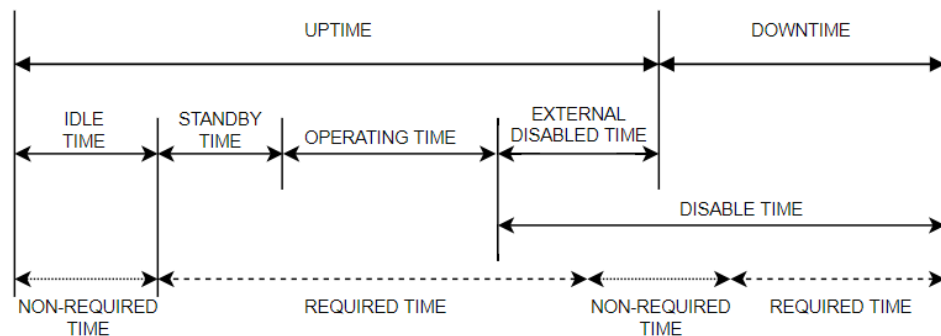 UPTIME
DOWNTIME
IDLE
TIME
STANDBY
TIME
OPERATING TIME
EXTERNAL
DISABLED TIME
DISABLE TIME
NON-REQUIRED
TIME
REQUIRED TIME
NON-REQUIRED
TIME
REQUIRED TIME